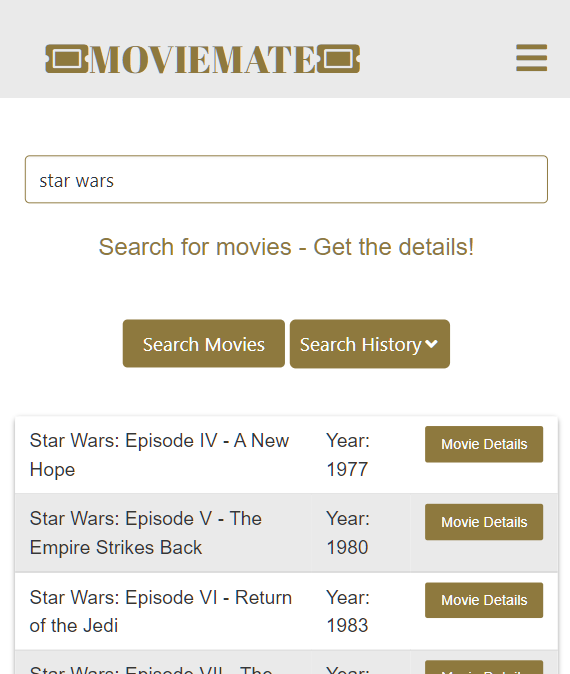 MOVIEMATE
star wars
Search for movies - Get the details!
Search Movies Search History
Star Wars: Episode IV - A New Hope Year: 1977 Movie Details
Star Wars: Episode V - The Empire Strikes Back Year: 1980 Movie Details
Star Wars: Episode VI - Return of the Jedi Year: 1983 Movie Details
Star Wars: Episode VII - The Year: Movie Details